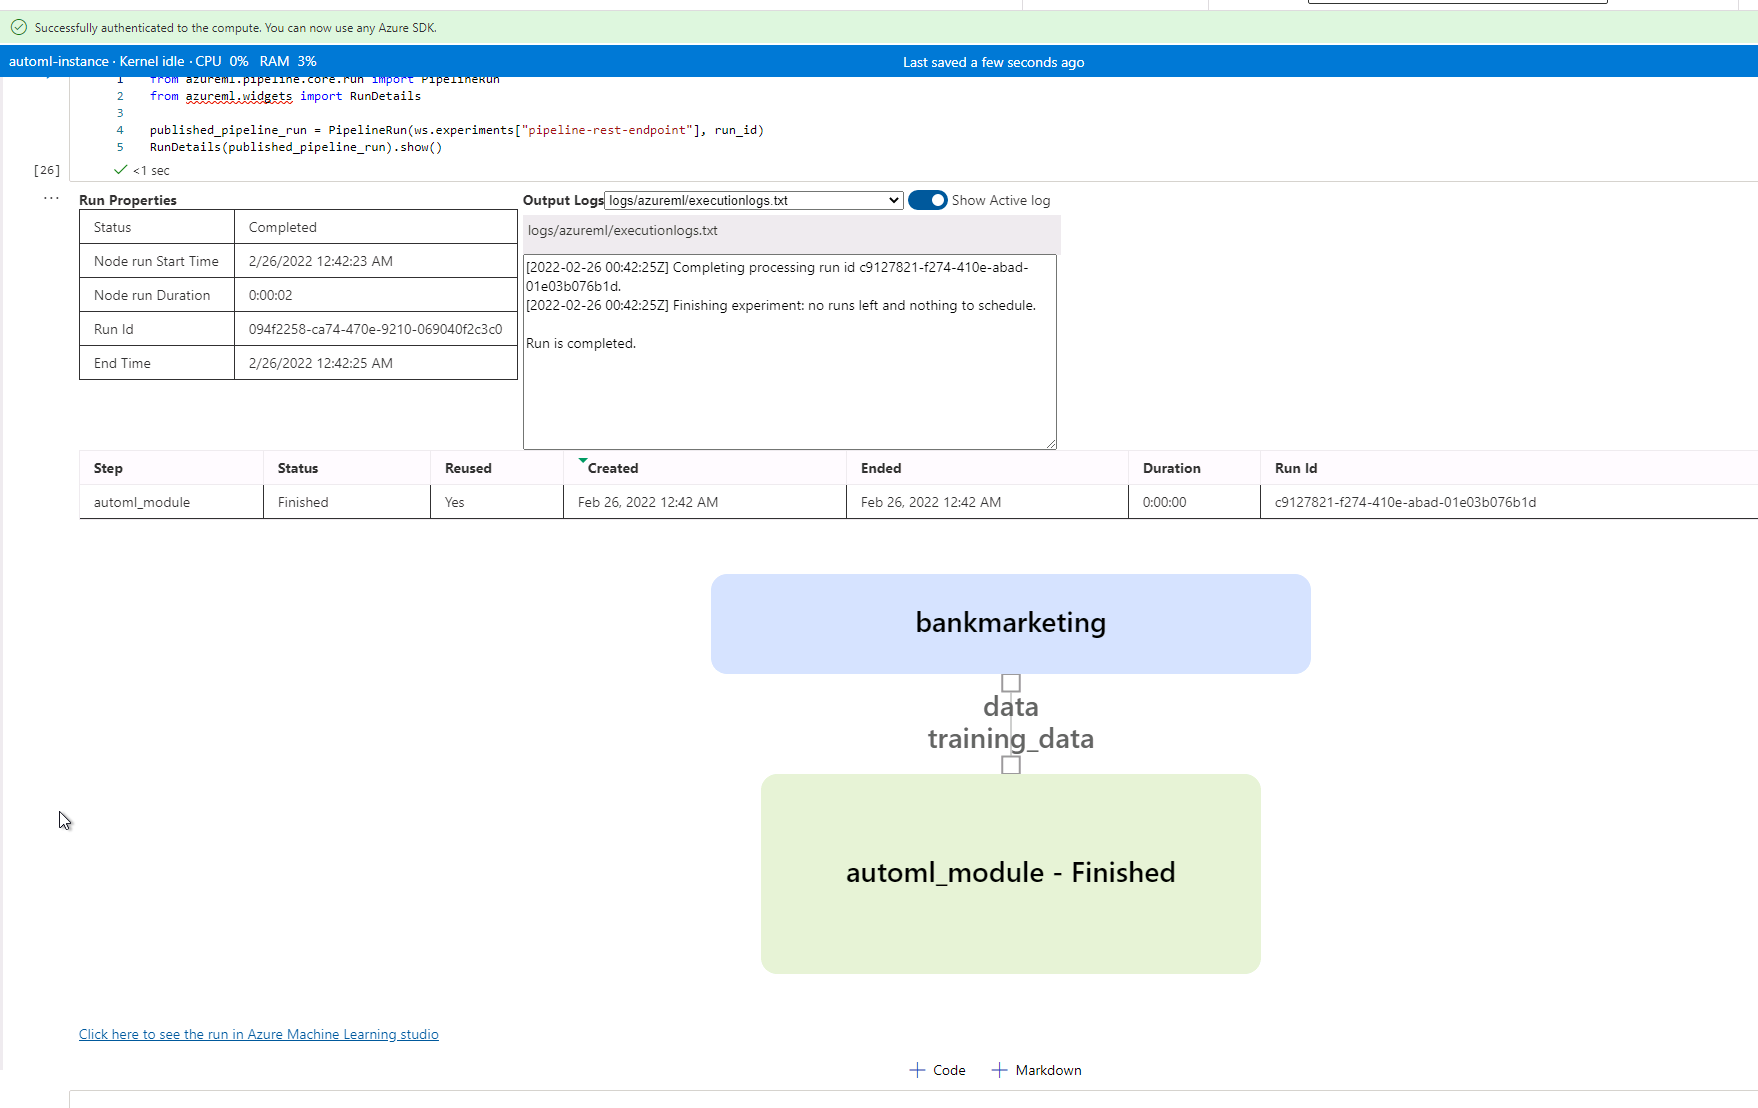 Successfully authenticated to the compute. You can now use any Azure SDK.
automl-instance · Kernel idle · CPU 0% RAM 3%
Last saved a few seconds ago
1 from azureml.pipeline.core.run import PipelineRun
2 from azureml.widgets import RunDetails
3
4 published_pipeline_run = PipelineRun(ws.experiments["pipeline-rest-endpoint"], run_id)
5 RunDetails(published_pipeline_run).show()
[26]
<1 sec
...
Run Properties
Status Completed
Node run Start Time 2/26/2022 12:42:23 AM
Node run Duration 0:00:02
Run Id 094f2258-ca74-470e-9210-069040f2c3c0
End Time 2/26/2022 12:42:25 AM
Output Logs logs/azureml/executionlogs.txt Show Active log
logs/azureml/executionlogs.txt
[2022-02-26 00:42:25Z] Completing processing run id c9127821-f274-410e-abad-
01e03b076b1d.
[2022-02-26 00:42:25Z] Finishing experiment: no runs left and nothing to schedule.
Run is completed.
Step Status Reused Created Ended Duration Run Id
automl_module Finished Yes Feb 26, 2022 12:42 AM Feb 26, 2022 12:42 AM 0:00:00 c9127821-f274-410e-abad-01e03b076b1d
bankmarketing
data
training_data
automl_module - Finished
Click here to see the run in Azure Machine Learning studio
Code Markdown